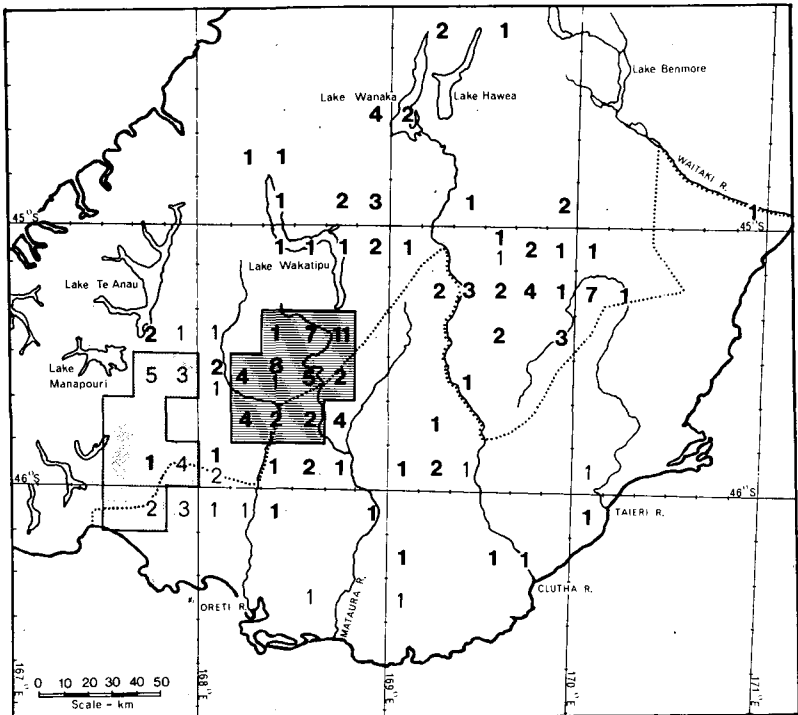 2 1
Lake Benmore
Lake Wanaka
Lake Hawea
4 2
1 1
WAITAKI R.
1 2 3 1 2 1
45°S
45°S
1 1 1 2 1 1 2 1 1
1
Lake Wakatipu
Lake Te Anau
2 3 2 4 1 7 1
2 1 1 1 7 11 2 3
Lake
Manapouri
5 3 2 4 8 5 2 1
1 1
4 2 2 4 1
1 4 1 1 2 1 1 2 1 1
2
46°S
46°S
2 3 1 1 1 1 1
TAIERI R.
1 1 1
CLUTHA R.
ORETI R.
1 1
MATAURA R.
0 10 20 30 40 50
Scale - km
167°E
168°E
169°E
170°E
171°E